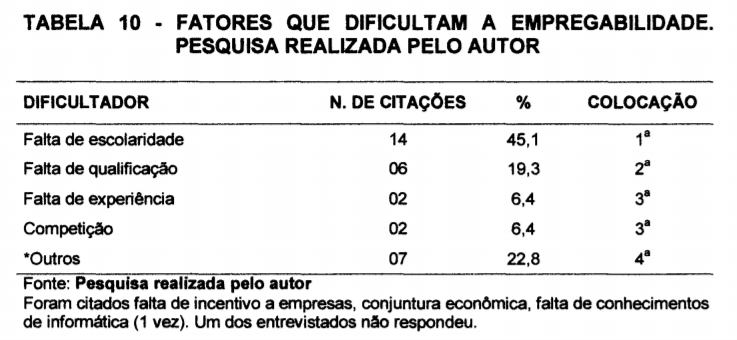 TABELA 10 - FATORES QUE DIFICULTAM A EMPREGABILIDADE.
PESQUISA REALIZADA PELO AUTOR
DIFICULTADOR N. DE CITAÇÕES % COLOCAÇÃO
Falta de escolaridade 14 45,1 1ª
Falta de qualificação 06 19,3 2ª
Falta de experiência 02 6,4 3ª
Competição 02 6,4 3ª
*Outros 07 22,8 4ª
Fonte: Pesquisa realizada pelo autor
Foram citados falta de incentivo a empresas, conjuntura econômica, falta de conhecimentos
de informática (1 vez). Um dos entrevistados não respondeu.